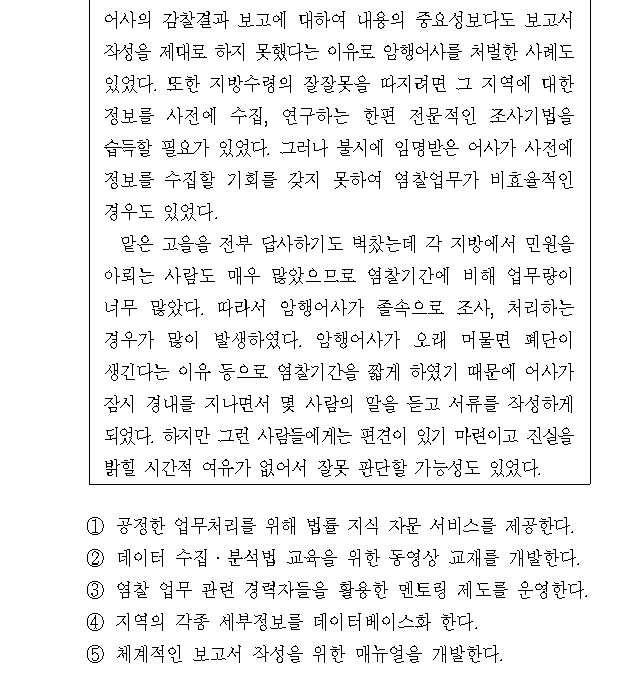 어사의 감찰결과 보고에 대하여 내용의 중요성보다도 보고서
작성을 제대로 하지 못했다는 이유로 암행어사를 처벌한 사례도
있었다. 또한 지방수령의 잘잘못을 따지려면 그 지역에 대한
정보를 사전에 수집, 연구하는 한편 전문적인 조사기법을
습득할 필요가 있었다. 그러나 불시에 임명받은 어사가 사전에
정보를 수집할 기회를 갖지 못하여 염찰업무가 비효율적인
경우도 있었다.
맡은 고을을 전부 답사하기도 벅찼는데 각 지방에서 민원을
아뢰는 사람도 매우 많았으므로 염찰기간에 비해 업무량이
너무 많았다. 따라서 암행어사가 졸속으로 조사, 처리하는
경우가 많이 발생하였다. 암행어사가 오래 머물면 폐단이
생긴다는 이유 등으로 염찰기간을 짧게 하였기 때문에 어사가
잠시 경내를 지나면서 몇 사람의 말을 듣고 서류를 작성하게
되었다. 하지만 그런 사람들에게는 편견이 있기 마련이고 진실을
밝힐 시간적 여유가 없어서 잘못 판단할 가능성도 있었다.
① 공정한 업무처리를 위해 법률 지식 자문 서비스를 제공한다.
② 데이터 수집·분석법 교육을 위한 동영상 교재를 개발한다.
③ 염찰 업무 관련 경력자들을 활용한 멘토링 제도를 운영한다.
④ 지역의 각종 세부정보를 데이터베이스화 한다.
⑤ 체계적인 보고서 작성을 위한 매뉴얼을 개발한다.